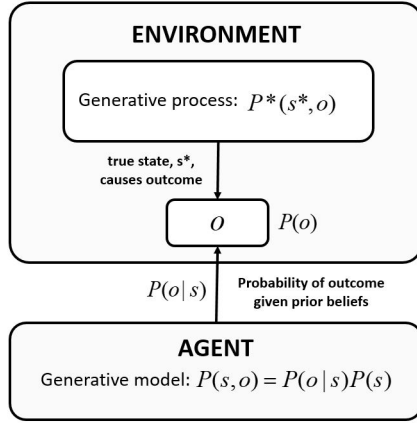 ENVIRONMENT
Generative process: P*(s*,o)
true state, s*,
causes outcome
o P(o)
P(o|s) Probability of outcome
given prior beliefs
AGENT
Generative model: P(s,o) = P(o|s)P(s)